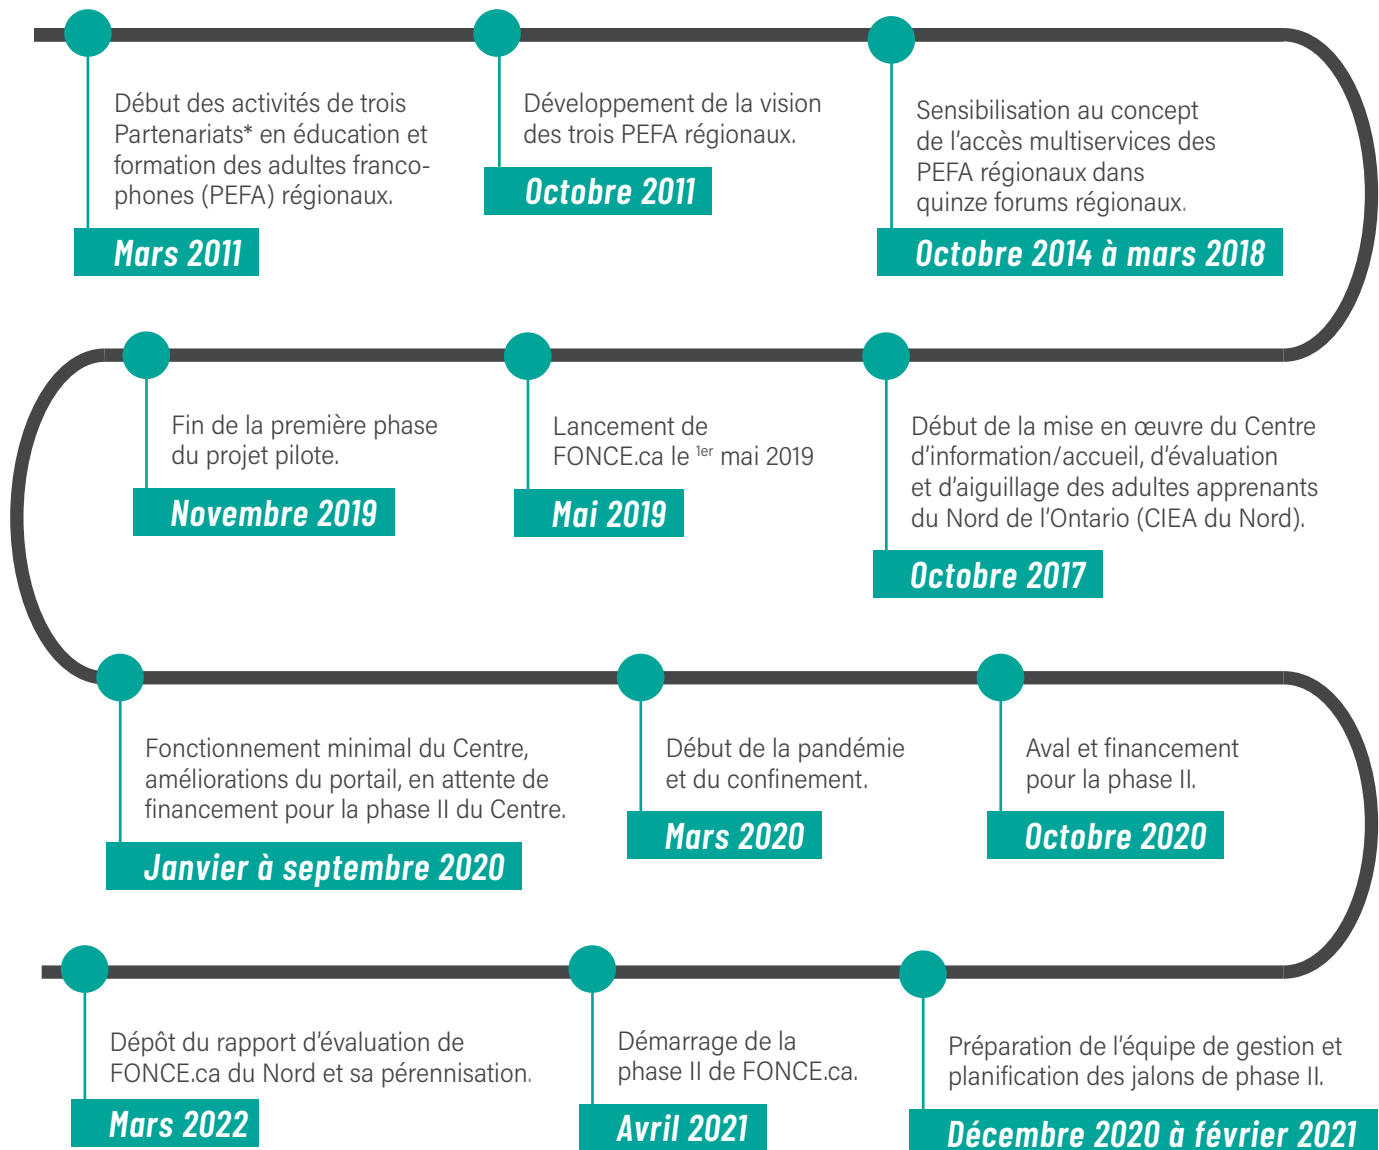 Début des activités de trois
Partenariats* en éducation et
formation des adultes franco-
phones (PEFA) régionaux.
Mars 2011
Développement de la vision
des trois PEFA régionaux.
Octobre 2011
Sensibilisation au concept
de l'accès multiservices des
PEFA régionaux dans
quinze forums régionaux.
Octobre 2014 à mars 2018
Début de la mise en œuvre du Centre
d'information/accueil, d'évaluation
et d'aiguillage des adultes apprenants
du Nord de l'Ontario (CIEA du Nord).
Octobre 2017
Lancement de
FONCE.ca le 1er mai 2019
Mai 2019
Fin de la première phase
du projet pilote.
Novembre 2019
Fonctionnement minimal du Centre,
améliorations du portail, en attente de
financement pour la phase II du Centre.
Janvier à septembre 2020
Début de la pandémie
et du confinement.
Mars 2020
Aval et financement
pour la phase II.
Octobre 2020
Préparation de l'équipe de gestion et
planification des jalons de phase II.
Décembre 2020 à février 2021
Démarrage de la
phase II de FONCE.ca.
Avril 2021
Dépôt du rapport d'évaluation de
FONCE.ca du Nord et sa pérennisation.
Mars 2022